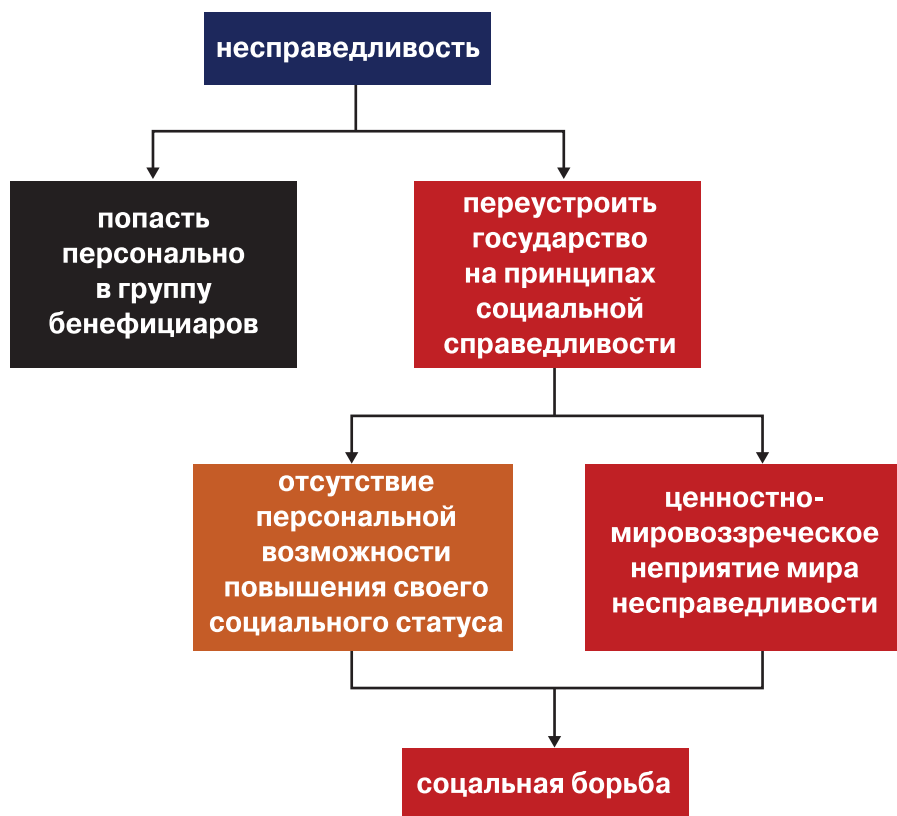 несправедливость
попасть
персонально
в группу
бенефициаров
переустроить
государство
на принципах
социальной
справедливости
отсутствие
персональной
возможности
повышения своего
социального статуса
ценностно-
мировоззреческое
неприятие мира
несправедливости
соцальная борьба